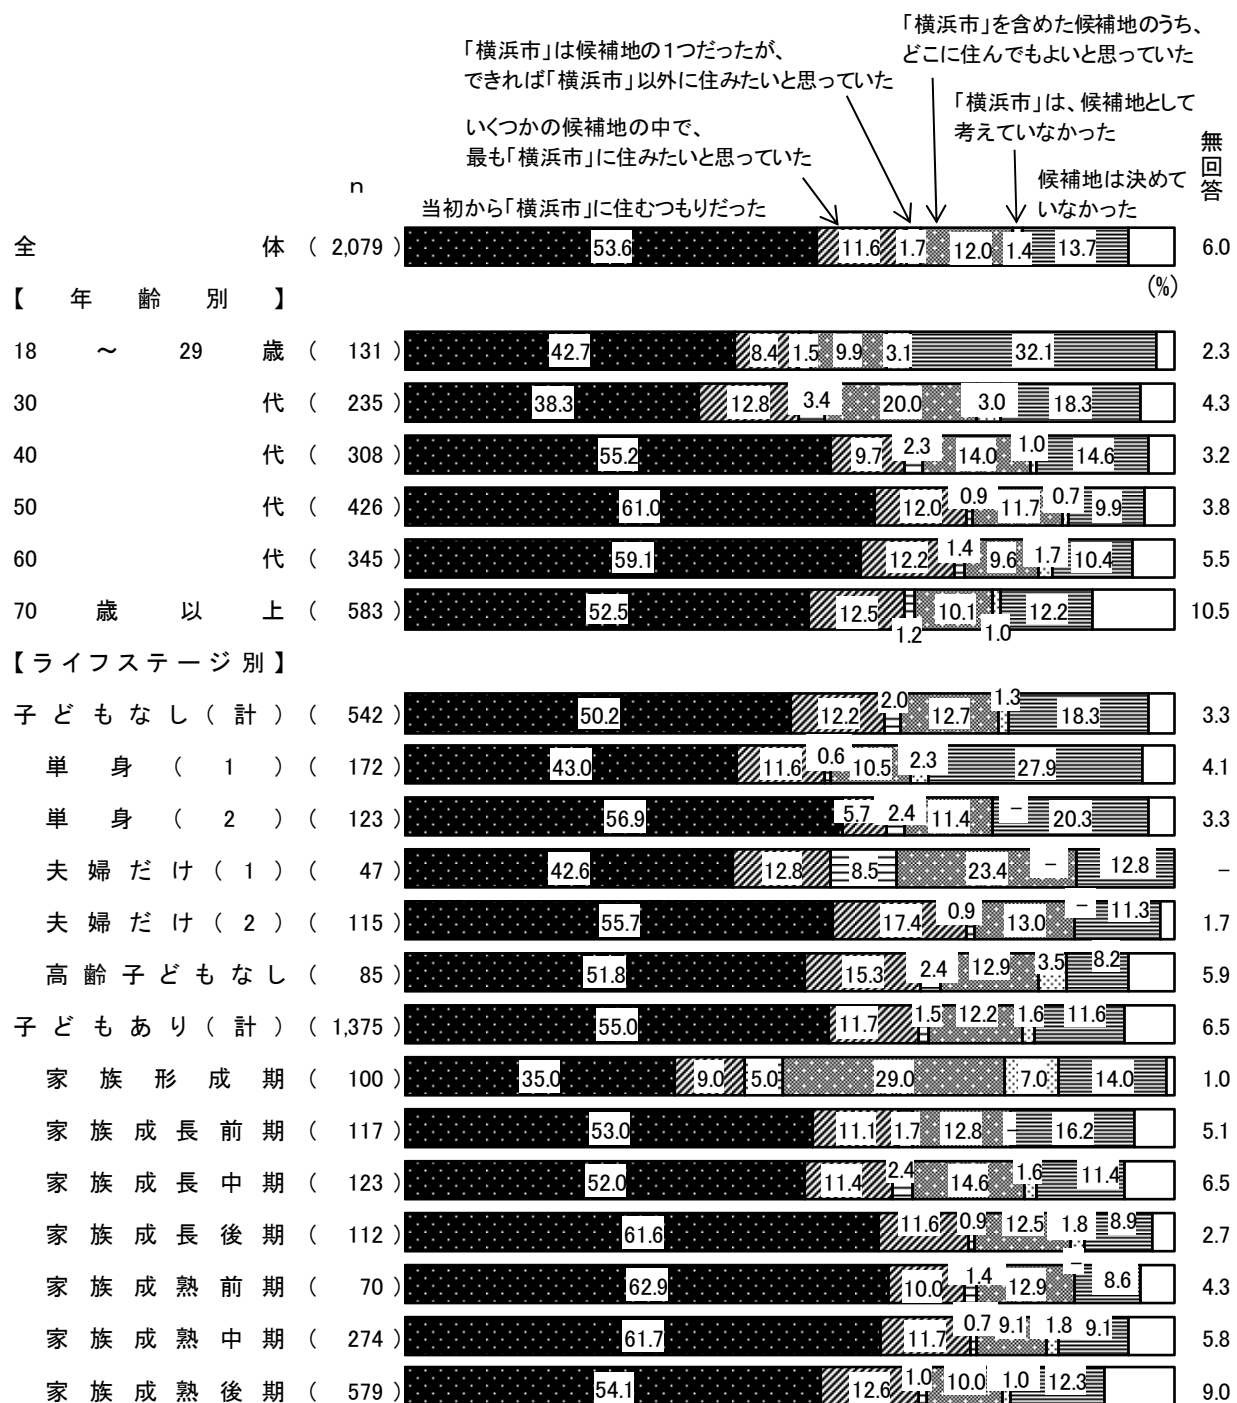 「横浜市」を含めた候補地のうち、
どこに住んでもよいと思っていた
「横浜市」は候補地の１つだったが、
できれば「横浜市」以外に住みたいと思っていた
「横浜市」は、候補地として
考えていなかった
いくつかの候補地の中で、
最も「横浜市」に住みたいと思っていた
無回答
候補地は決めて
いなかった
n
当初から「横浜市」に住むつもりだった
全体 ( 2,079 ) 53.6 11.6 1.7 12.0 1.4 13.7 6.0
(%)
【年齢別】
18～29歳 ( 131 ) 42.7 8.4 1.5 9.9 3.1 32.1 2.3
30代 ( 235 ) 38.3 12.8 3.4 20.0 3.0 18.3 4.3
40代 ( 308 ) 55.2 9.7 2.3 14.0 1.0 14.6 3.2
50代 ( 426 ) 61.0 12.0 0.9 11.7 0.7 9.9 3.8
60代 ( 345 ) 59.1 12.2 1.4 9.6 1.7 10.4 5.5
70歳以上 ( 583 ) 52.5 12.5 1.2 10.1 1.0 12.2 10.5
【ライフステージ別】
子どもなし(計) ( 542 ) 50.2 12.2 2.0 12.7 1.3 18.3 3.3
単身(1) ( 172 ) 43.0 11.6 0.6 10.5 2.3 27.9 4.1
単身(2) ( 123 ) 56.9 5.7 2.4 11.4 － 20.3 3.3
夫婦だけ(1) ( 47 ) 42.6 12.8 8.5 23.4 － 12.8 －
夫婦だけ(2) ( 115 ) 55.7 17.4 0.9 13.0 － 11.3 1.7
高齢子どもなし ( 85 ) 51.8 15.3 2.4 12.9 3.5 8.2 5.9
子どもあり(計) ( 1,375 ) 55.0 11.7 1.5 12.2 1.6 11.6 6.5
家族形成期 ( 100 ) 35.0 9.0 5.0 29.0 7.0 14.0 1.0
家族成長前期 ( 117 ) 53.0 11.1 1.7 12.8 － 16.2 5.1
家族成長中期 ( 123 ) 52.0 11.4 2.4 14.6 1.6 11.4 6.5
家族成長後期 ( 112 ) 61.6 11.6 0.9 12.5 1.8 8.9 2.7
家族成熟前期 ( 70 ) 62.9 10.0 1.4 12.9 － 8.6 4.3
家族成熟中期 ( 274 ) 61.7 11.7 0.7 9.1 1.8 9.1 5.8
家族成熟後期 ( 579 ) 54.1 12.6 1.0 10.0 1.0 12.3 9.0